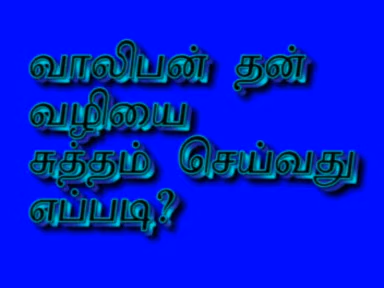 வாலிபன் தன்
வழியை
சுத்தம் செய்வது
எப்படி?